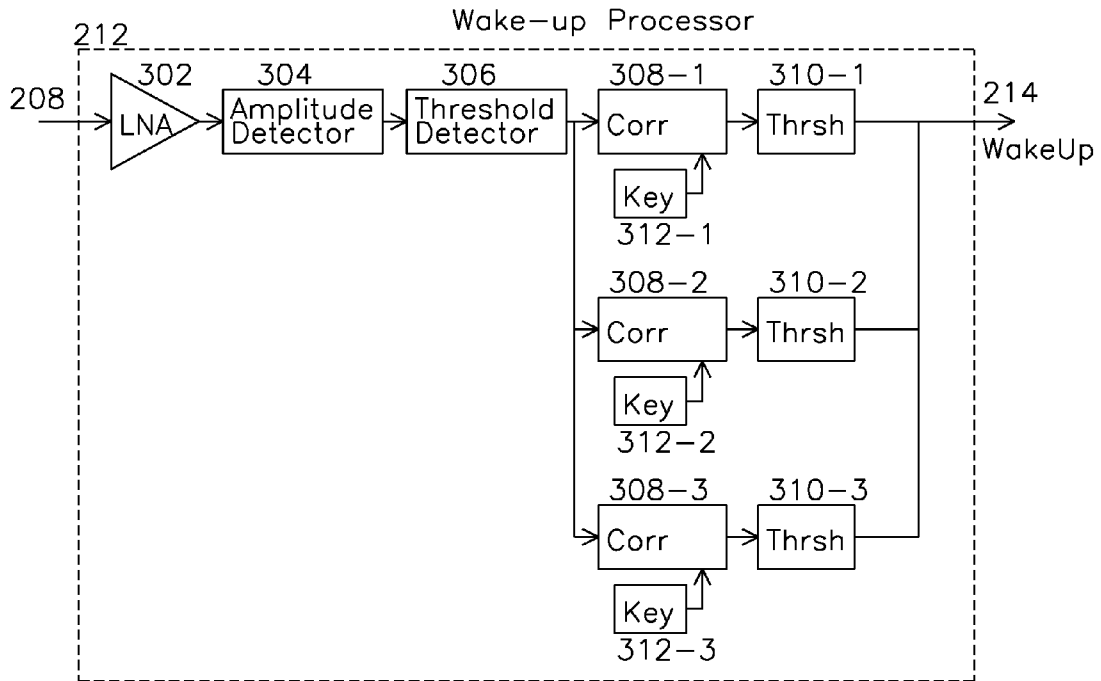 Wake-up Processor
212
302
304
306
308-1
310-1
208
214
LNA
Amplitude
Detector
Threshold
Detector
Corr
Thrsh
WakeUp
Key
312-1
308-2
310-2
Corr
Thrsh
Key
312-2
308-3
310-3
Corr
Thrsh
Key
312-3